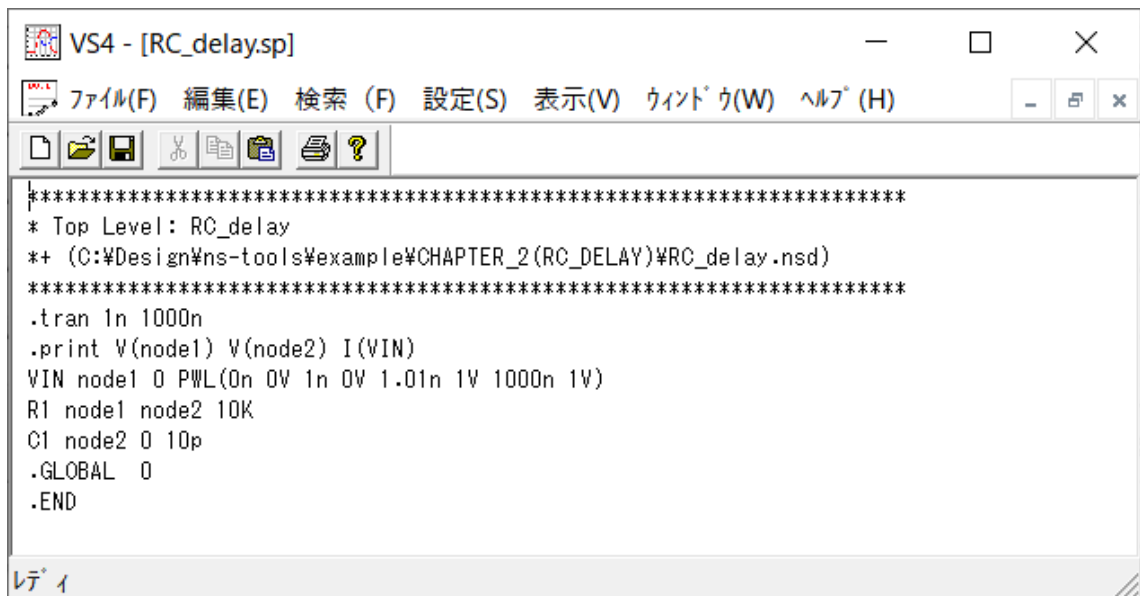 VS4 - [RC_delay.sp]
ファイル(F) 編集(E) 検索 (F) 設定(S) 表示(V) ウィンドウ(W) ヘルプ(H)
**********************************************************************
* Top Level: RC_delay
*+ (C:¥Design¥ns-tools¥example¥CHAPTER_2(RC_DELAY)¥RC_delay.nsd)
**********************************************************************
.tran 1n 1000n
.print V(node1) V(node2) I(VIN)
VIN node1 0 PWL(0n 0V 1n 0V 1.01n 1V 1000n 1V)
R1 node1 node2 10K
C1 node2 0 10p
.GLOBAL  0
.END
レディ